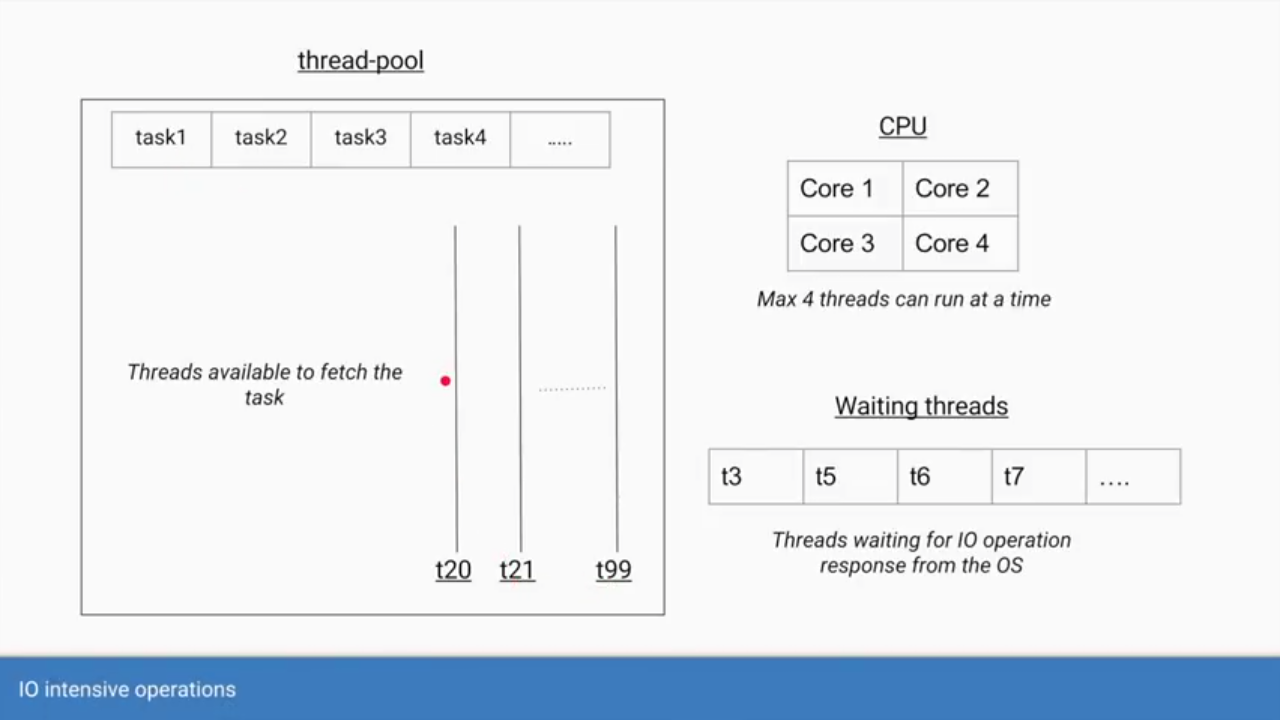 thread-pool
task1 task2 task3 task4 .....
CPU
Core 1 Core 2
Core 3 Core 4
Max 4 threads can run at a time
Threads available to fetch the
task
Waiting threads
t3 t5 t6 t7 ....
Threads waiting for IO operation
response from the OS
t20 t21 t99
IO intensive operations